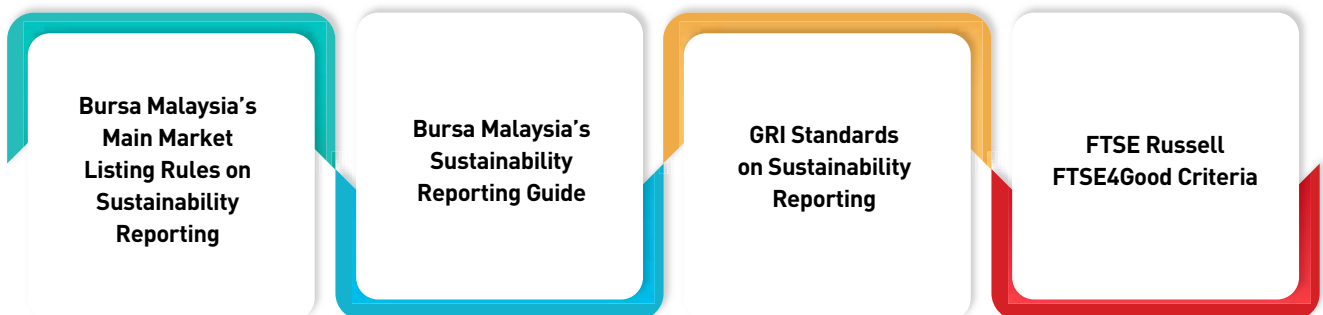 Bursa Malaysia’s
Main Market
Listing Rules on
Sustainability
Reporting
Bursa Malaysia’s
Sustainability
Reporting Guide
GRI Standards
on Sustainability
Reporting
FTSE Russell
FTSE4Good Criteria